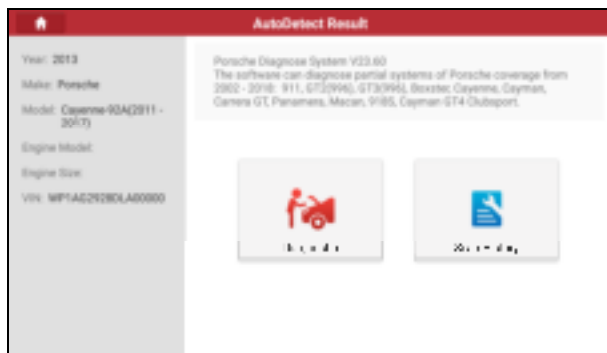 AutoDetect Result
Year: 2013
Make: Porsche
Model: Cayenne-92A(2011 -
2017)
Engine Model:
Engine Size:
VIN: WP1AG2928DLA00000
Porsche Diagnose System V23.60
The software can diagnose partial systems of Porsche coverage from
2002 - 2018: 911, GT2(996), GT3(996), Boxster, Cayenne, Cayman,
Carrera GT, Panamera, Macan, 918S, Cayman GT4 Clubsport.